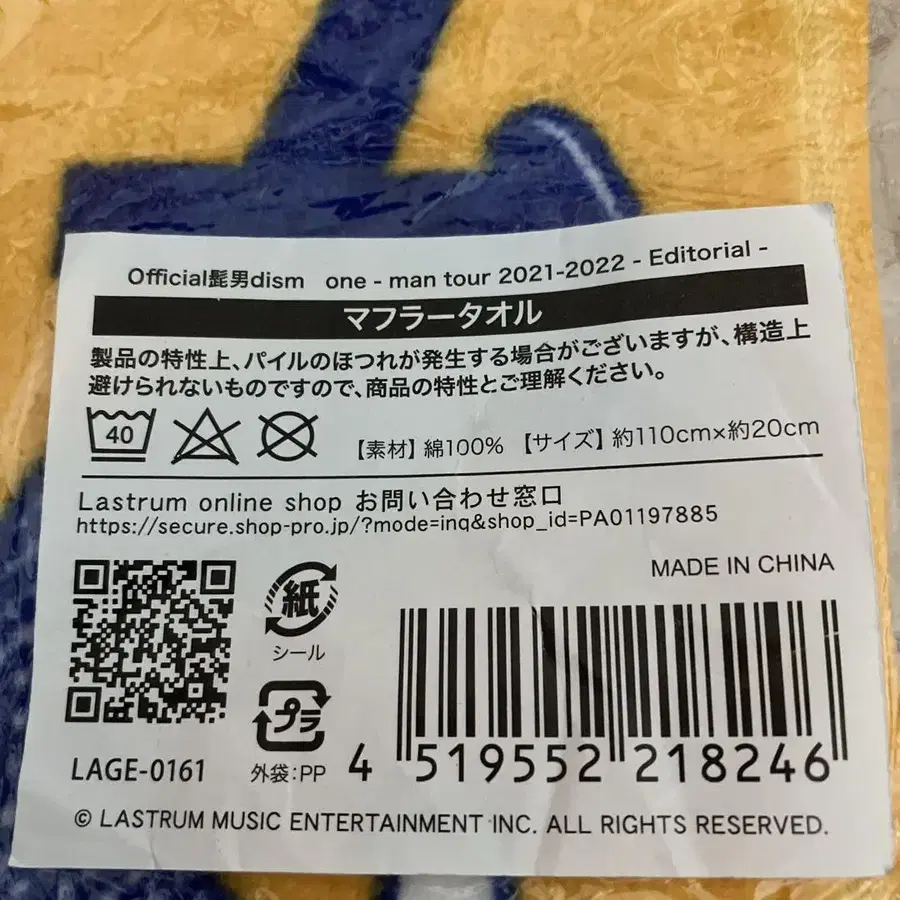 Official髭男dism one - man tour 2021-2022 - Editorial -
マフラータオル
製品の特性上、パイルのほつれが発生する場合がございますが、構造上
避けられないものですので、商品の特性とご理解ください。
40
【素材】綿100% 【サイズ】約110cm×約20cm
Lastrum online shop お問い合わせ窓口
https://secure.shop-pro.jp/?mode=inq&shop_id=PA01197885
MADE IN CHINA
紙
シール
プラ
外袋:PP
LAGE-0161
4 519552 218246
© LASTRUM MUSIC ENTERTAINMENT INC. ALL RIGHTS RESERVED.